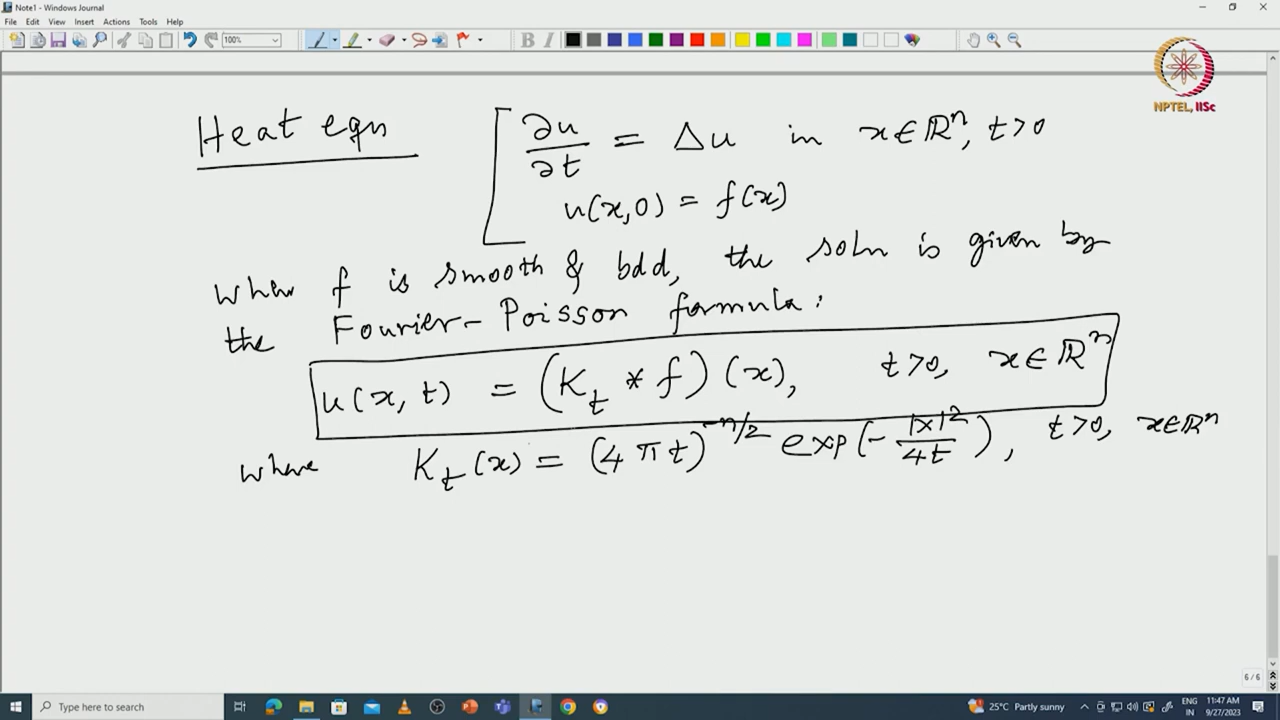 Note1 - Windows Journal
File Edit View Insert Actions Tools Help
100%
NPTEL, IISc
Heat eqn ∂u/∂t = Δu in x∈ℝⁿ, t>0
u(x,0) = f(x)
When f is smooth & bdd, the soln is given by
the Fourier-Poisson formula:
u(x, t) = (K_t * f)(x), t>0, x∈ℝⁿ
where K_t(x) = (4πt)^{-n/2} exp(-|x|²/4t), t>0, x∈ℝⁿ
6/6
Type here to search
25°C Partly sunny
ENG
IN
11:47 AM
9/27/2023